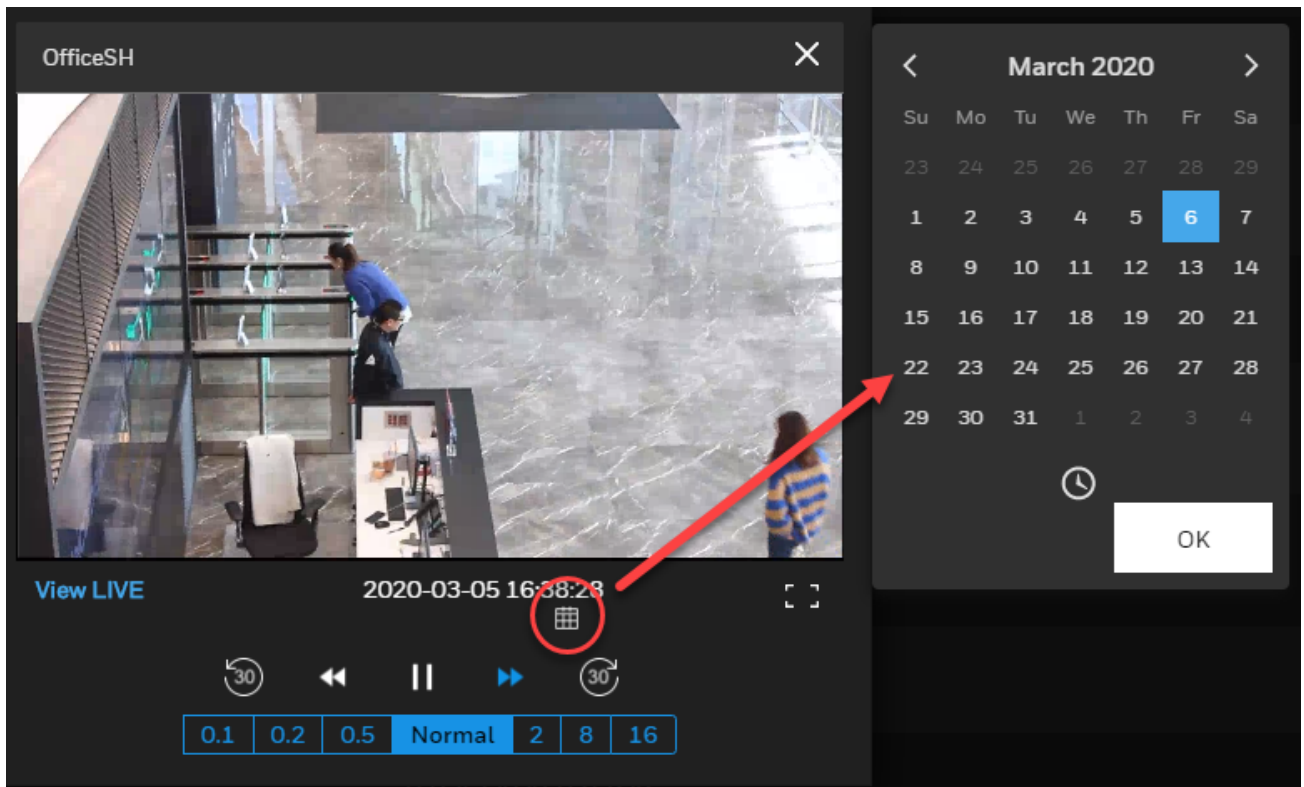 OfficeSH
View LIVE
2020-03-05 16:38:28
30
30
0.1 0.2 0.5 Normal 2 8 16
March 2020
Su Mo Tu We Th Fr Sa
23 24 25 26 27 28 29
1 2 3 4 5 6 7
8 9 10 11 12 13 14
15 16 17 18 19 20 21
22 23 24 25 26 27 28
29 30 31 1 2 3 4
OK